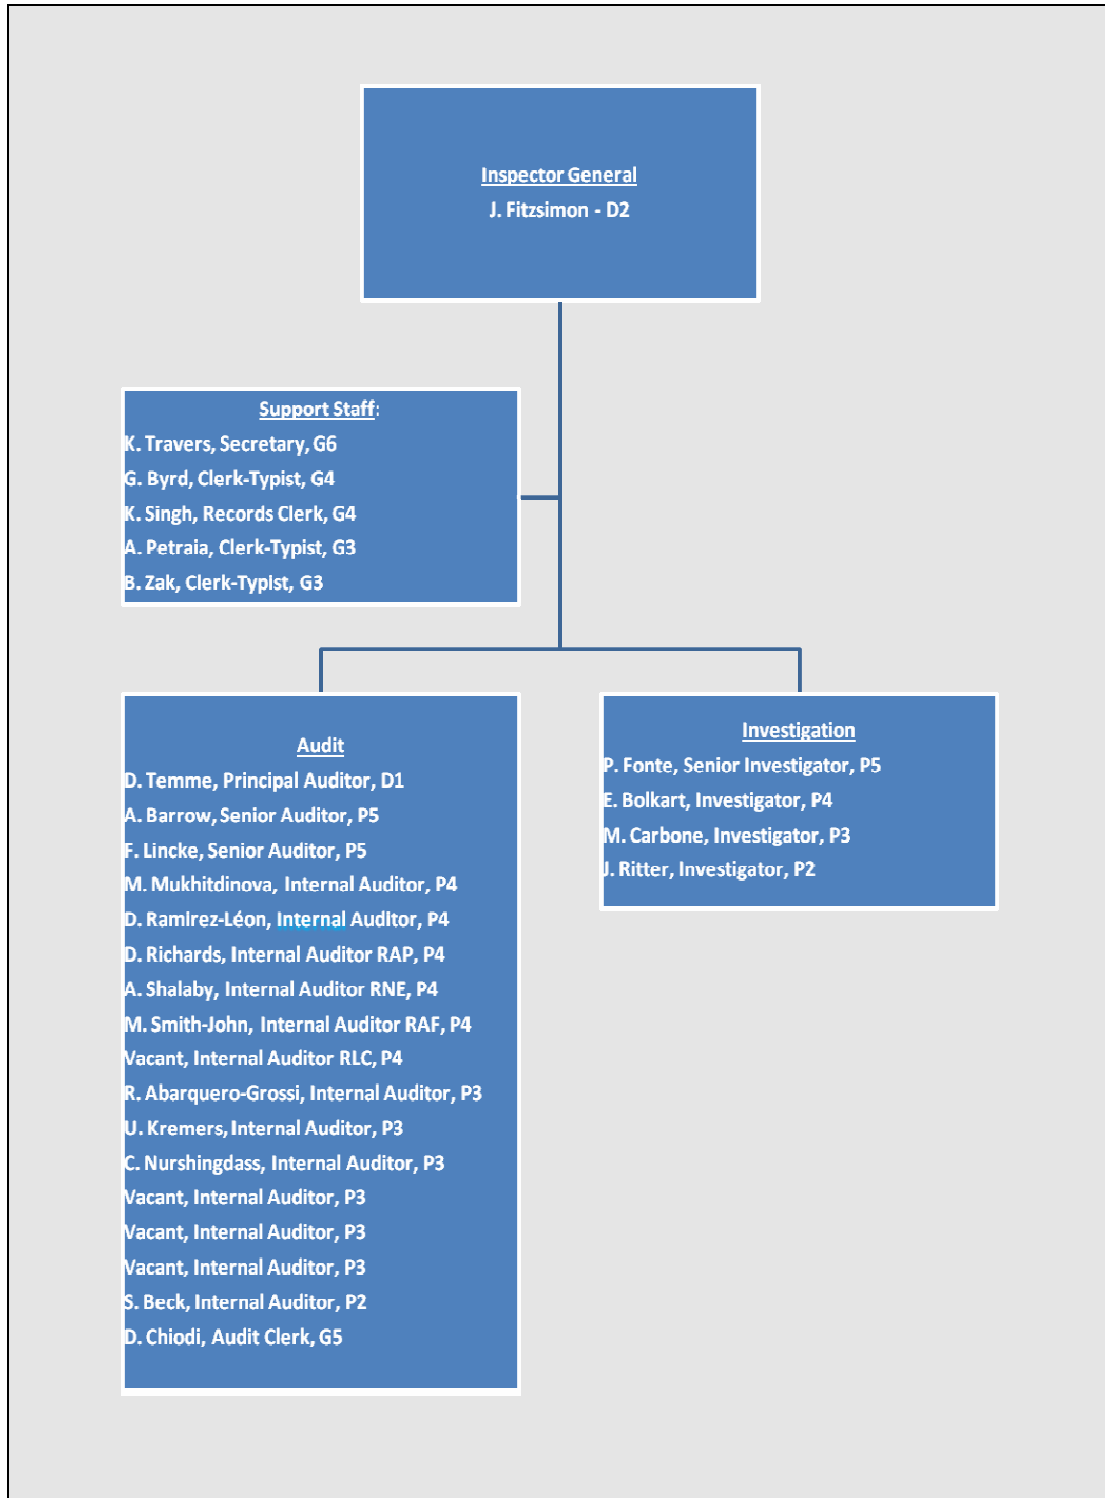 Inspector General
J. Fitzsimon - D2
Support Staff:
K. Travers, Secretary, G6
G. Byrd, Clerk-Typist, G4
K. Singh, Records Clerk, G4
A. Petraia, Clerk-Typist, G3
B. Zak, Clerk-Typist, G3
Audit
D. Temme, Principal Auditor, D1
A. Barrow, Senior Auditor, P5
F. Lincke, Senior Auditor, P5
M. Mukhitdinova, Internal Auditor, P4
D. Ramirez-Léon, Internal Auditor, P4
D. Richards, Internal Auditor RAP, P4
A. Shalaby, Internal Auditor RNE, P4
M. Smith-John, Internal Auditor RAF, P4
Vacant, Internal Auditor RLC, P4
R. Abarquero-Grossi, Internal Auditor, P3
U. Kremers, Internal Auditor, P3
C. Nurshingdass, Internal Auditor, P3
Vacant, Internal Auditor, P3
Vacant, Internal Auditor, P3
Vacant, Internal Auditor, P3
S. Beck, Internal Auditor, P2
D. Chiodi, Audit Clerk, G5
Investigation
P. Fonte, Senior Investigator, P5
E. Bolkart, Investigator, P4
M. Carbone, Investigator, P3
J. Ritter, Investigator, P2